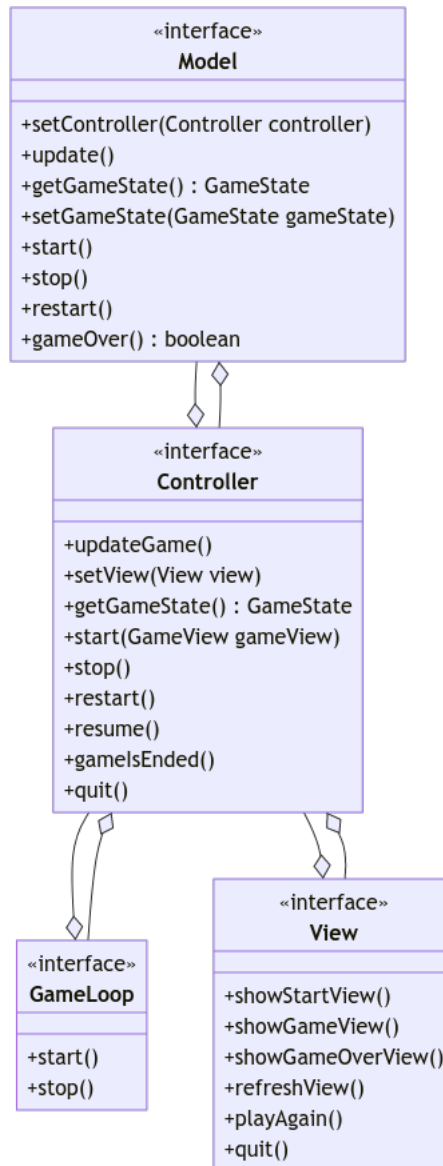 «interface»
Model
+setController(Controller controller)
+update()
+getGameState() : GameState
+setGameState(GameState gameState)
+start()
+stop()
+restart()
+gameOver() : boolean
«interface»
Controller
+updateGame()
+setView(View view)
+getGameState() : GameState
+start(GameView gameView)
+stop()
+restart()
+resume()
+gameIsEnded()
+quit()
«interface»
GameLoop
+start()
+stop()
«interface»
View
+showStartView()
+showGameView()
+showGameOverView()
+refreshView()
+playAgain()
+quit()